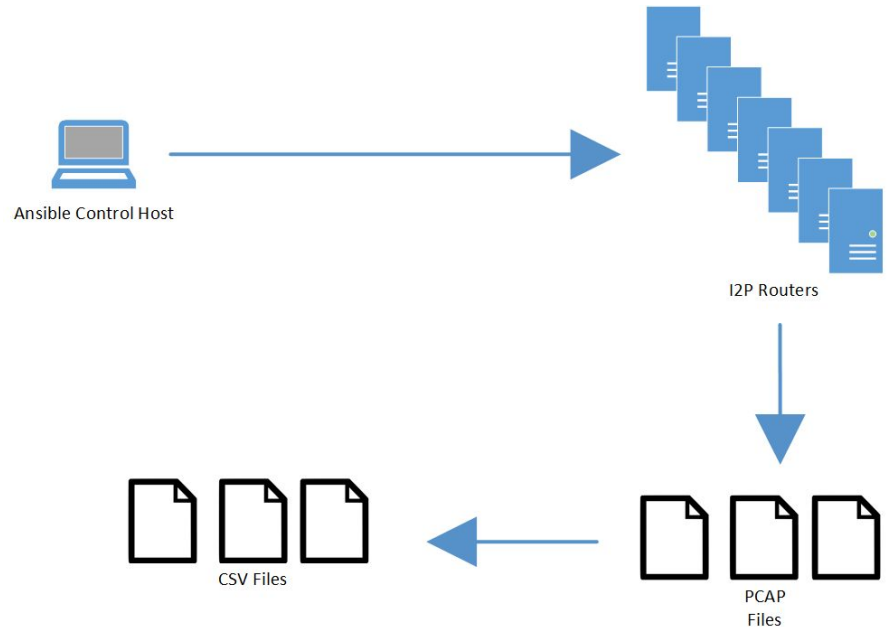 Ansible Control Host
I2P Routers
CSV Files
PCAP
Files